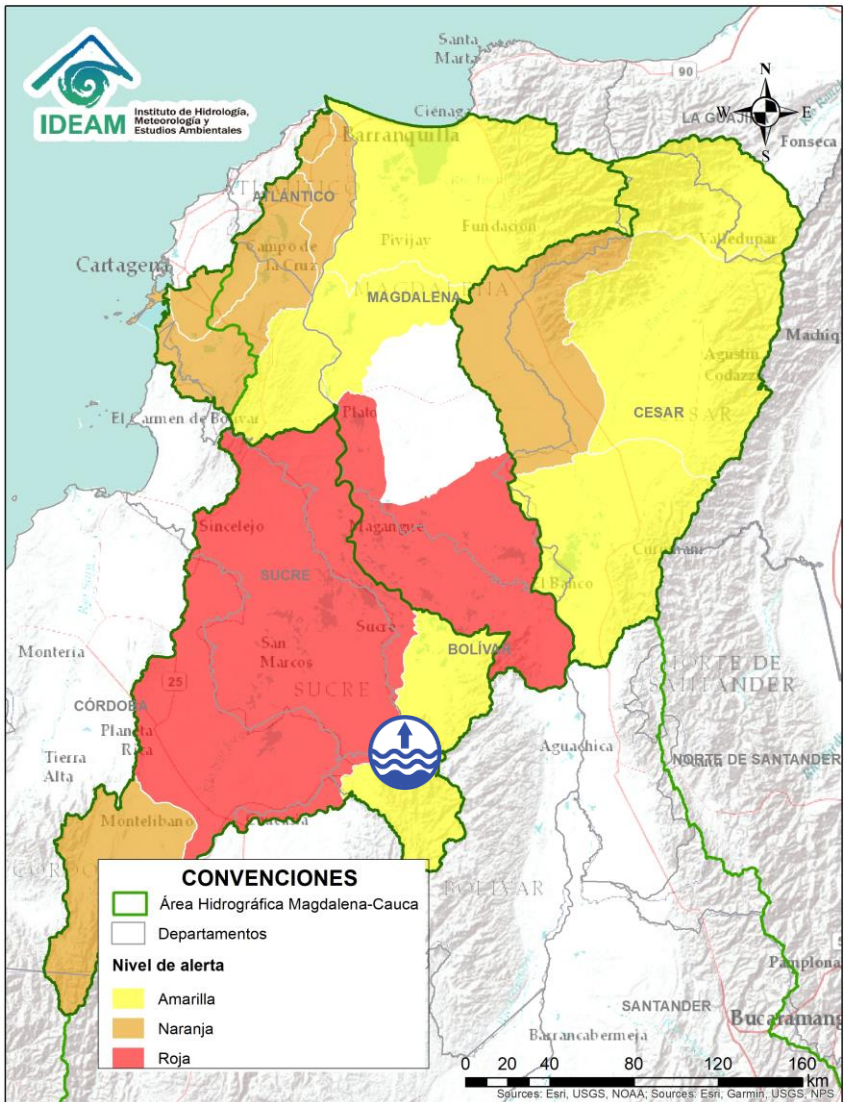 IDEAM
Instituto de Hidrología,
Meteorología y
Estudios Ambientales
Santa
Marta
90
N
W
E
S
LA GUAJIRA
Ciénaga
Barranquilla
Fonseca
ATLÁNTICO
Fundación
Valledupar
Pivijay
Campo de
la Cruz
Cartagena
MAGDALENA
MAGDALENA
Agustín
Codazzi
El Carmen de Bolívar
Plato
CESAR
CESAR
Sincelejo
Magangué
SUCRE
El Banco
Sucre
San
Marcos
BOLÍVAR
Montería
SUCRE
NORTE DE
SANTANDER
25
CÓRDOBA
Planeta
Rica
Aguachica
Tierra
Alta
NORTE DE SANTANDER
Montelibano
BOLÍVAR
CONVENCIONES
Área Hidrográfica Magdalena-Cauca
Departamentos
Nivel de alerta
Amarilla
Naranja
Roja
Pamplona
SANTANDER
Bucaramang
Barrancabermeja
0 20 40 80 120 160
km
Sources: Esri, USGS, NOAA; Sources: Esri, Garmin, USGS, NPS